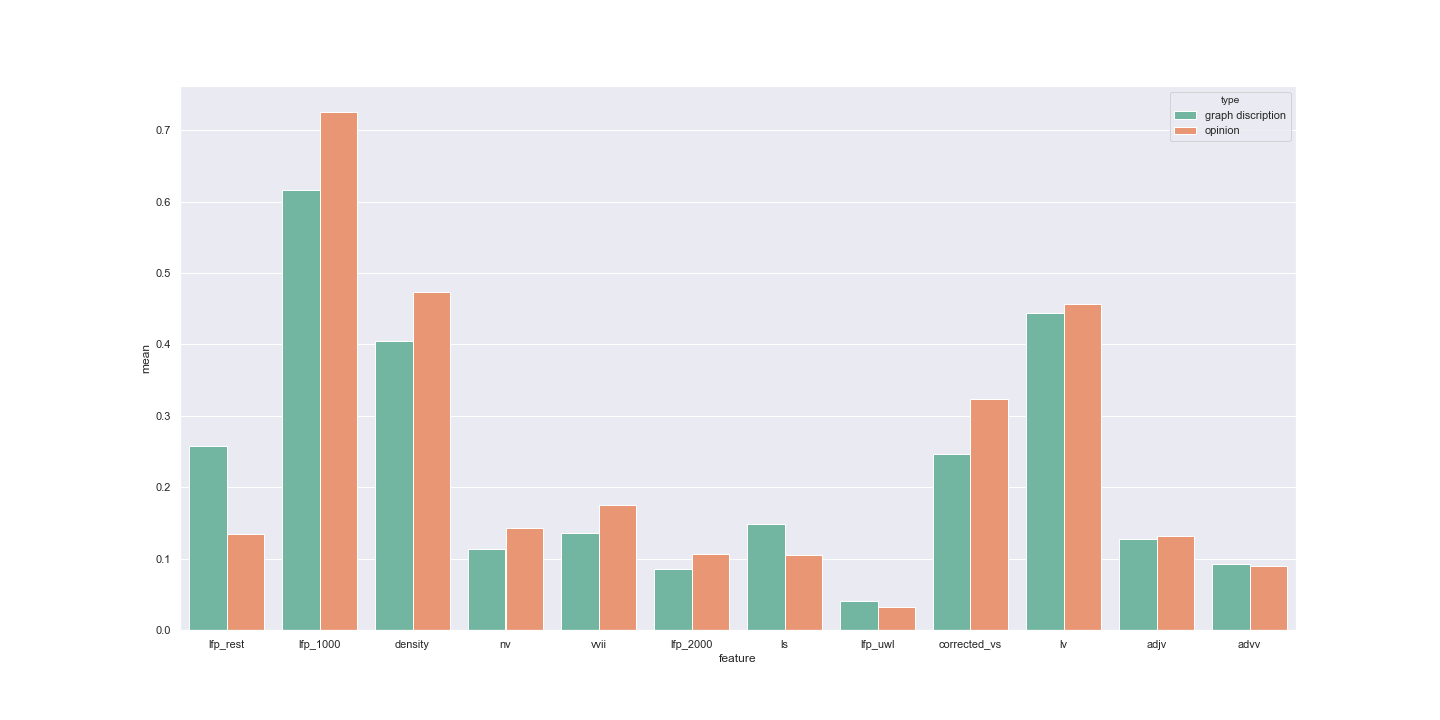 type
graph discription
opinion
0.7
0.6
0.5
0.4
0.3
0.2
0.1
0.0
mean
lfp_rest lfp_1000 density nv vvii lfp_2000 ls lfp_uwl corrected_vs lv adjv advv
feature